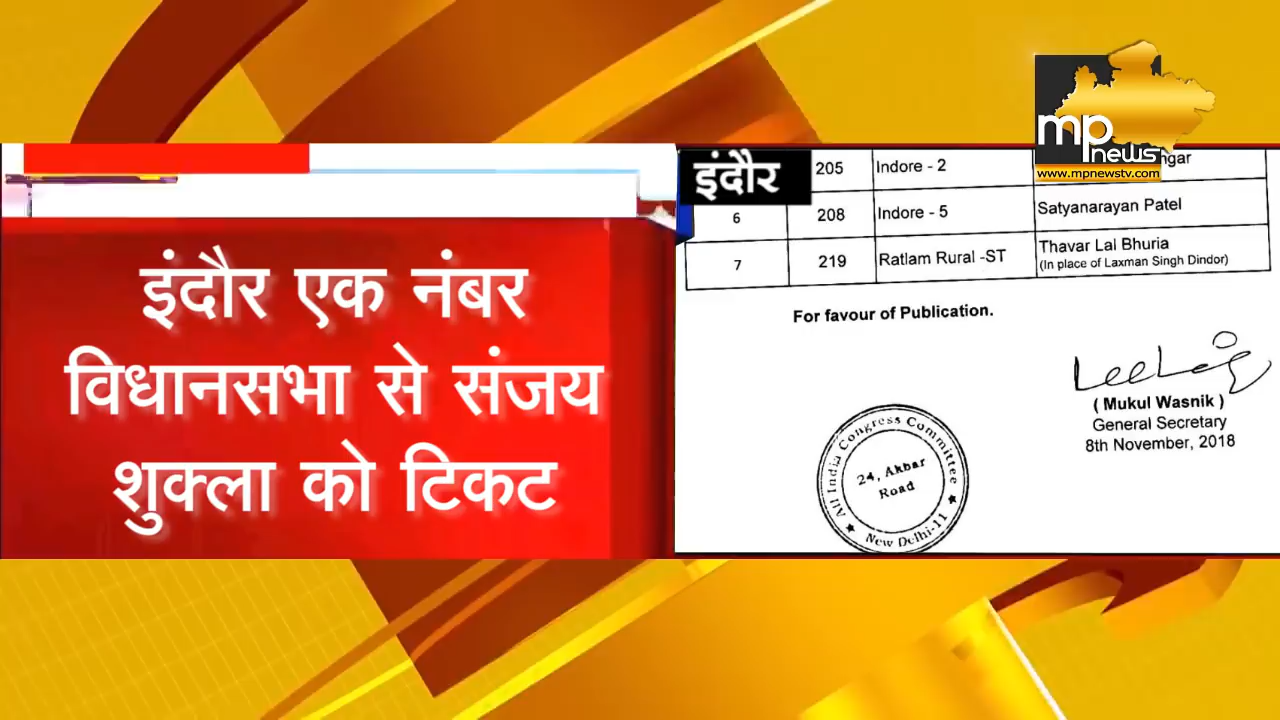 mp
news
www.mpnewstv.com
इंदौर
इंदौर एक नंबर
विधानसभा से संजय
शुक्ला को टिकट
205 Indore - 2
6 208 Indore - 5 Satyanarayan Patel
7 219 Ratlam Rural -ST Thavar Lal Bhuria
(In place of Laxman Singh Dindor)
For favour of Publication.
( Mukul Wasnik )
General Secretary
8th November, 2018
All India Congress Committee
24, Akbar
Road
New Delhi-11